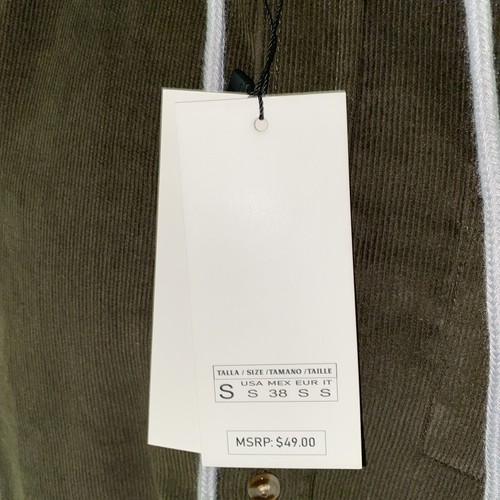 TALLA / SIZE /TAMANO /TAILLE
S USA MEX EUR IT
S 38 S S
MSRP: $49.00